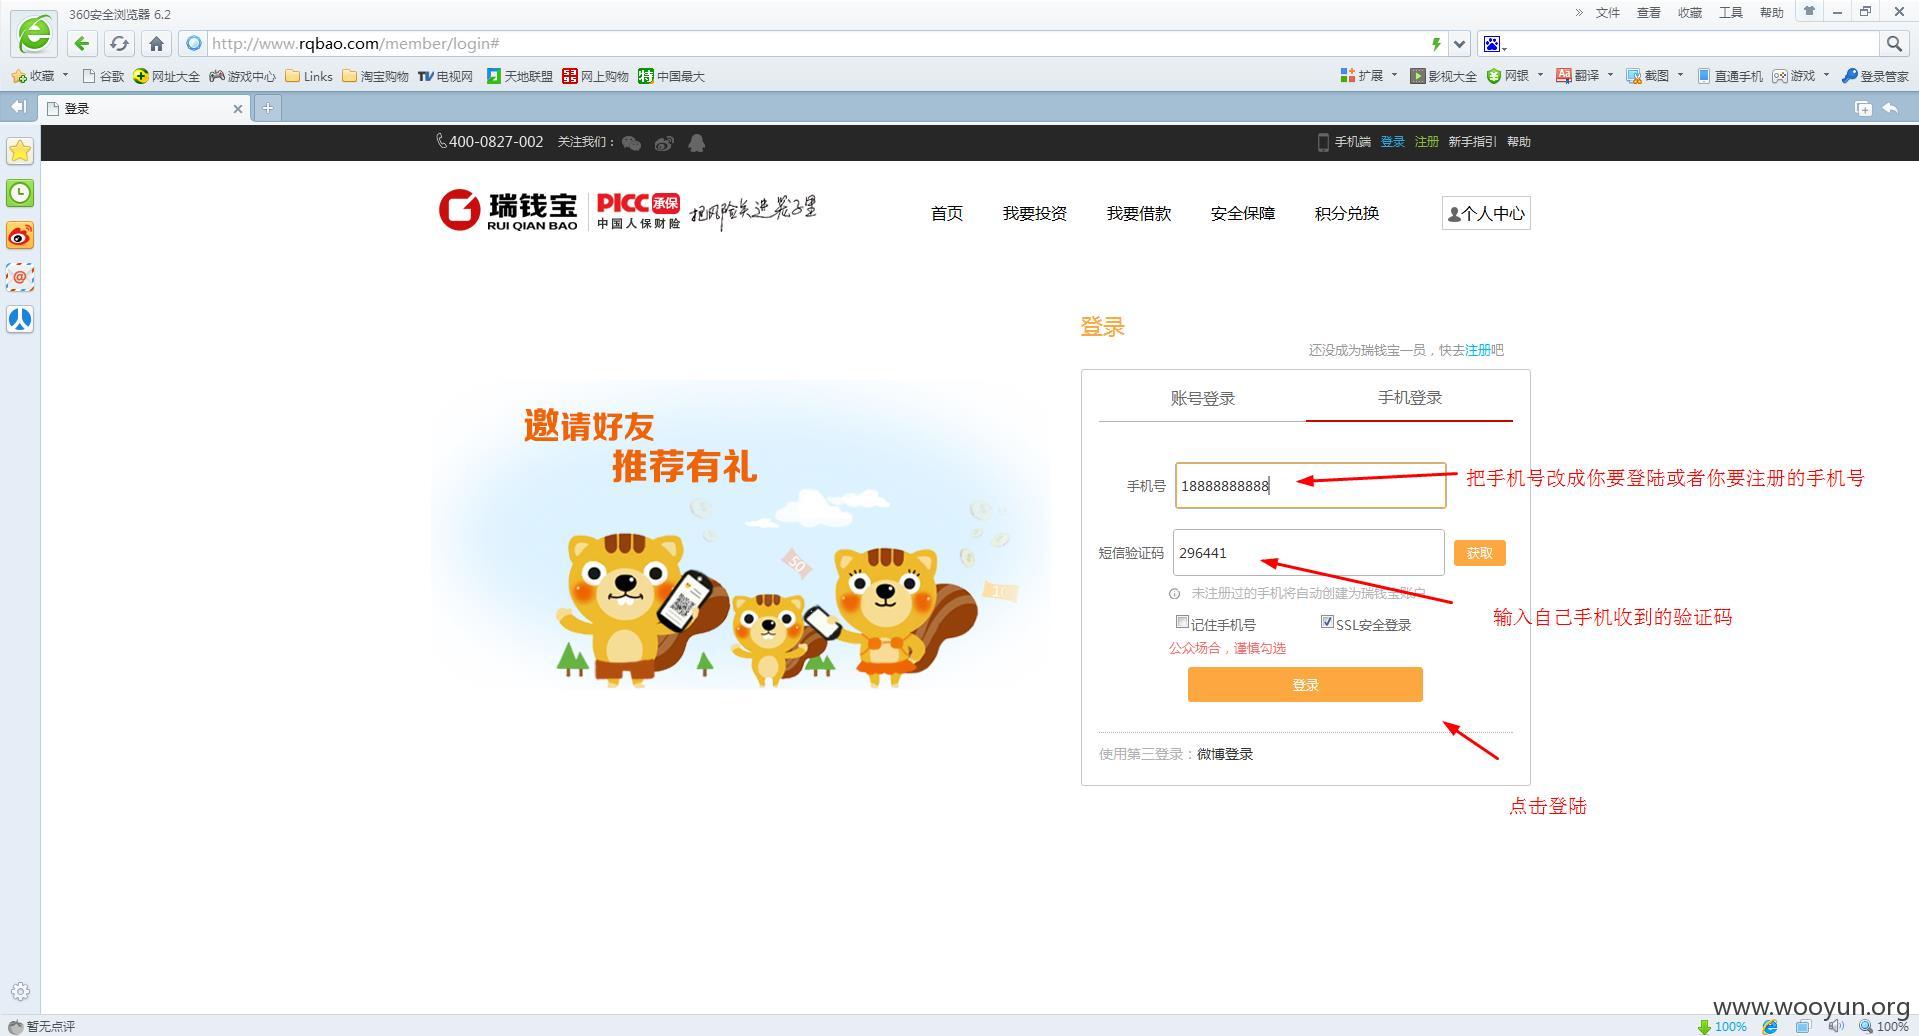 360安全浏览器 6.2
» 文件 查看 收藏 工具 帮助
http://www.rqbao.com/member/login#
收藏 谷歌 网址大全 游戏中心 Links 淘宝购物 电视网 天地联盟 网上购物 中国最大
扩展 影视大全 网银 翻译 截图 直通手机 游戏 登录管家
登录
400-0827-002 关注我们：
手机端 登录 注册 新手指引 帮助
瑞钱宝 RUI QIAN BAO
PICC 承保 中国人保财险
把风险关进笼子里
首页 我要投资 我要借款 安全保障 积分兑换 个人中心
登录
还没成为瑞钱宝一员，快去注册吧
账号登录 手机登录
邀请好友
推荐有礼
手机号 18888888888
把手机号改成你要登陆或者你要注册的手机号
短信验证码 296441 获取
未注册过的手机将自动创建为瑞钱宝账户
输入自己手机收到的验证码
记住手机号 SSL安全登录
公众场合，谨慎勾选
登录
使用第三登录：微博登录
点击登陆
50
10
www.wooyun.org
暂无点评
100% 100%